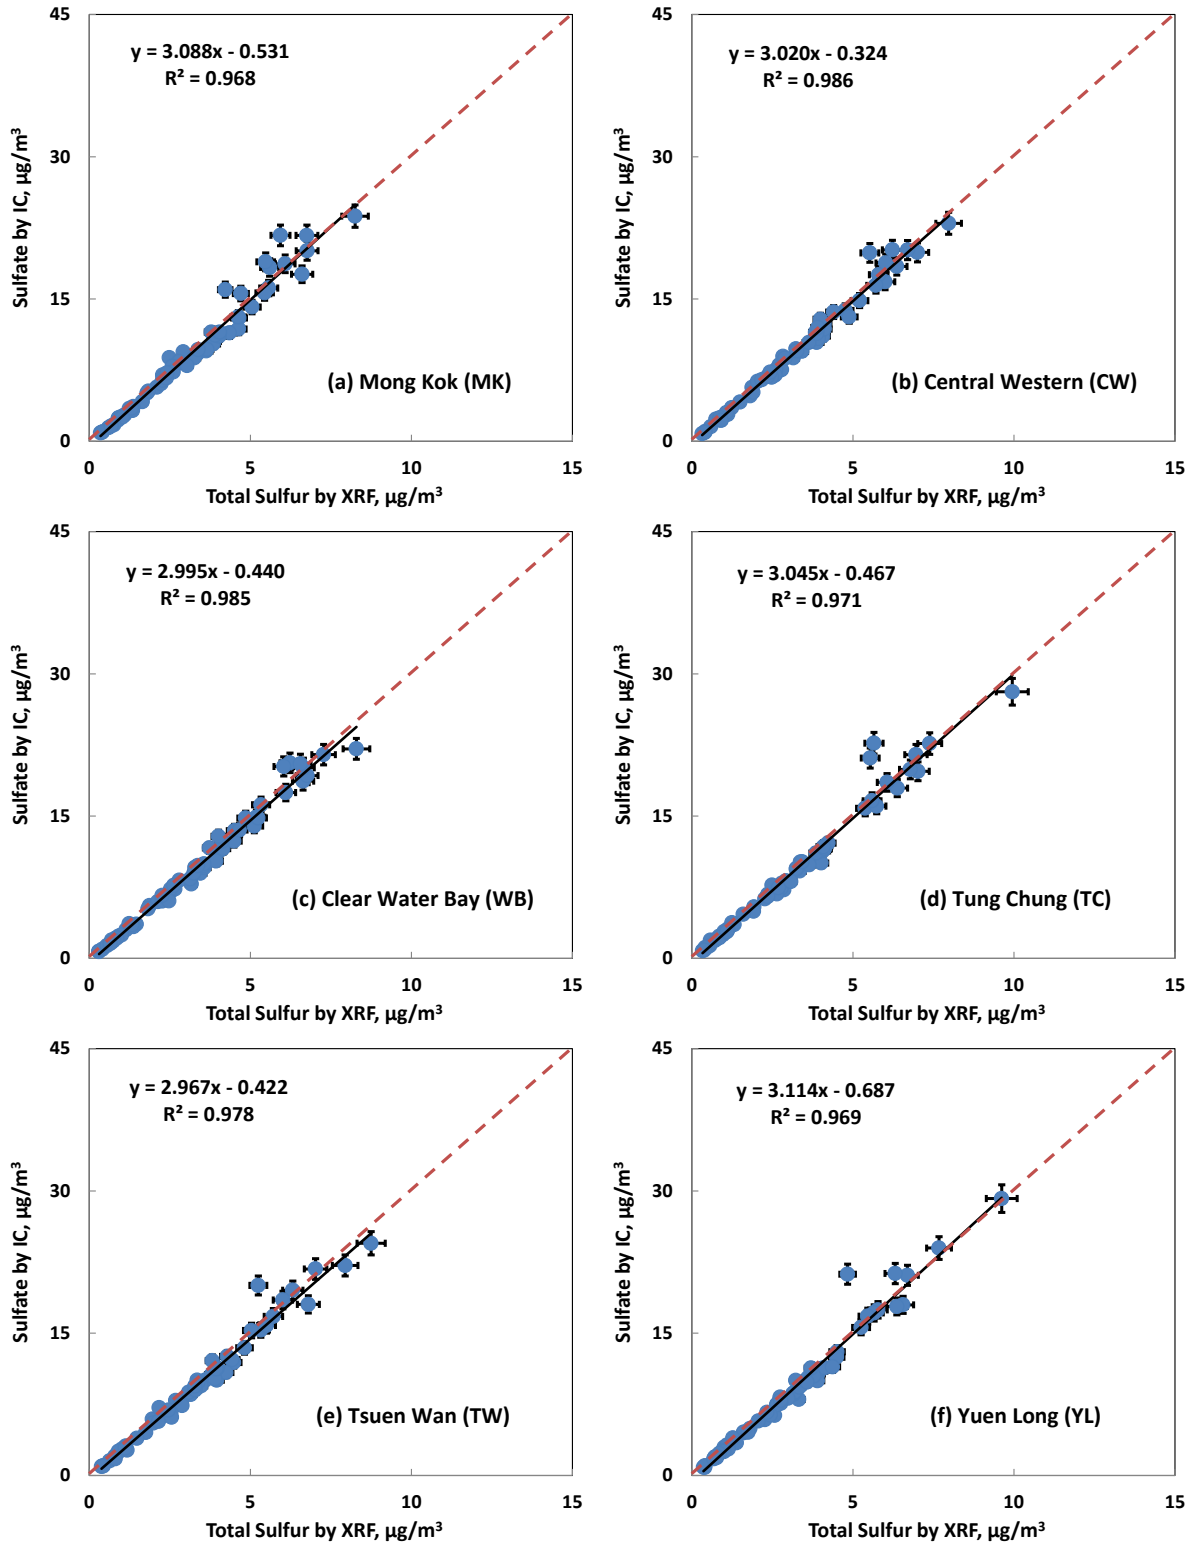 45
30
15
0
Sulfate by IC, µg/m³
y = 3.088x - 0.531
R² = 0.968
(a) Mong Kok (MK)
0 5 10 15
Total Sulfur by XRF, µg/m³
45
30
15
0
Sulfate by IC, µg/m³
y = 3.020x - 0.324
R² = 0.986
(b) Central Western (CW)
0 5 10 15
Total Sulfur by XRF, µg/m³
45
30
15
0
Sulfate by IC, µg/m³
y = 2.995x - 0.440
R² = 0.985
(c) Clear Water Bay (WB)
0 5 10 15
Total Sulfur by XRF, µg/m³
45
30
15
0
Sulfate by IC, µg/m³
y = 3.045x - 0.467
R² = 0.971
(d) Tung Chung (TC)
0 5 10 15
Total Sulfur by XRF, µg/m³
45
30
15
0
Sulfate by IC, µg/m³
y = 2.967x - 0.422
R² = 0.978
(e) Tsuen Wan (TW)
0 5 10 15
Total Sulfur by XRF, µg/m³
45
30
15
0
Sulfate by IC, µg/m³
y = 3.114x - 0.687
R² = 0.969
(f) Yuen Long (YL)
0 5 10 15
Total Sulfur by XRF, µg/m³